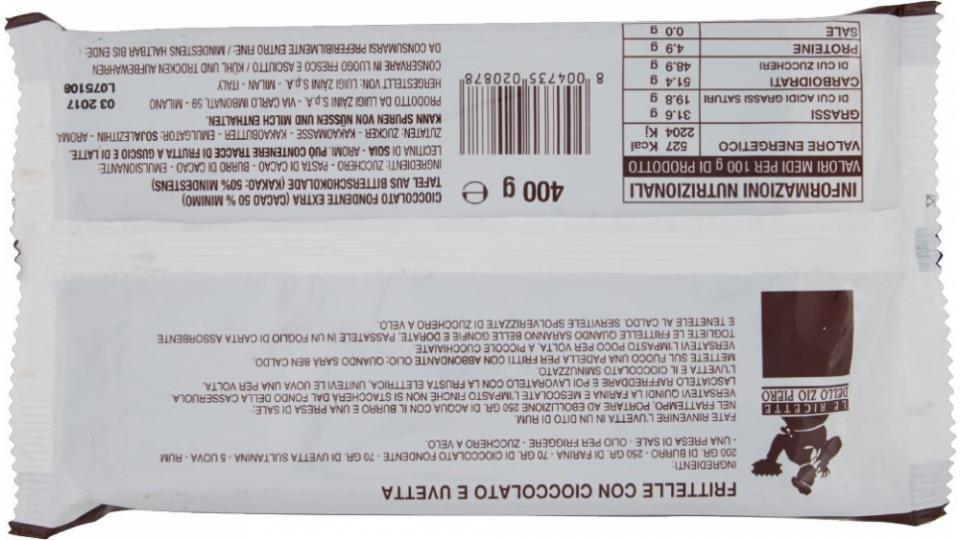 FRITTELLE CON CIOCCOLATO E UVETTA
INGREDIENTI:
200 GR. DI BURRO - 250 GR. DI FARINA - 70 GR. DI CIOCCOLATO FONDENTE - 70 GR. DI UVETTA SULTANINA - 5 UOVA - RUM
- UNA PRESA DI SALE - OLIO PER FRIGGERE - ZUCCHERO A VELO.
FATE RINVENIRE L'UVETTA IN UN DITO DI RUM.
NEL FRATTEMPO, PORTARE AD EBOLLIZIONE 250 GR. DI ACQUA CON IL BURRO E UNA PRESA DI SALE:
VERSATEVI QUINDI LA FARINA E MESCOLATE L'IMPASTO FINCHÉ NON SI STACCHERÀ DAL FONDO DELLA CASSERUOLA.
LASCIATELO RAFFREDDARE E POI LAVORATELO CON LA FRUSTA ELETTRICA, UNITEVI LE UOVA UNA PER VOLTA,
L'UVETTA E IL CIOCCOLATO SMINUZZATO.
METTETE SUL FUOCO UNA PADELLA PER FRITTI CON ABBONDANTE OLIO; QUANDO SARÀ BEN CALDO,
VERSATEVI L'IMPASTO POCO PER VOLTA, A PICCOLE CUCCHIAIATE.
TOGLIETE LE FRITTELLE QUANDO SARANNO BELLE GONFIE E DORATE, PASSATELE IN UN FOGLIO DI CARTA ASSORBENTE
E TENETELE AL CALDO. SERVITELE SPOLVERIZZATE DI ZUCCHERO A VELO.
LE RICETTE
DELLO ZIO PIERO
INFORMAZIONI NUTRIZIONALI
VALORI MEDI PER 100 g DI PRODOTTO
VALORE ENERGETICO 527 Kcal
2204 Kj
GRASSI 31.6 g
DI CUI ACIDI GRASSI SATURI 19.8 g
CARBOIDRATI 51.4 g
DI CUI ZUCCHERI 48.9 g
PROTEINE 4.9 g
SALE 0.0 g
400 g e
8 004735 020878
CIOCCOLATO FONDENTE EXTRA (CACAO 50 % MINIMO)
TAFEL AUS BITTERSCHOKOLADE (KAKAO: 50% MINDESTENS)
INGREDIENTI: ZUCCHERO - PASTA DI CACAO - BURRO DI CACAO - EMULSIONANTE:
LECITINA DI SOIA - AROMI. PUÒ CONTENERE TRACCE DI FRUTTA A GUSCIO E DI LATTE.
ZUTATEN: ZUCKER - KAKAOMASSE - KAKAOBUTTER - EMULGATOR: SOJALEZITHIN - AROMA
KANN SPUREN VON NÜSSEN UND MILCH ENTHALTEN.
PRODOTTO DA LUIGI ZÀINI S.p.A. - VIA CARLO IMBONATI, 59 - MILANO
HERGESTELLT VON: LUIGI ZÀINI S.p.A. - MILAN - ITALY
CONSERVARE IN LUOGO FRESCO E ASCIUTTO / KÜHL UND TROCKEN AUFBEWAHREN
DA CONSUMARSI PREFERIBILMENTE ENTRO FINE: / MINDESTENS HALTBAR BIS ENDE:
03 2017
L075108